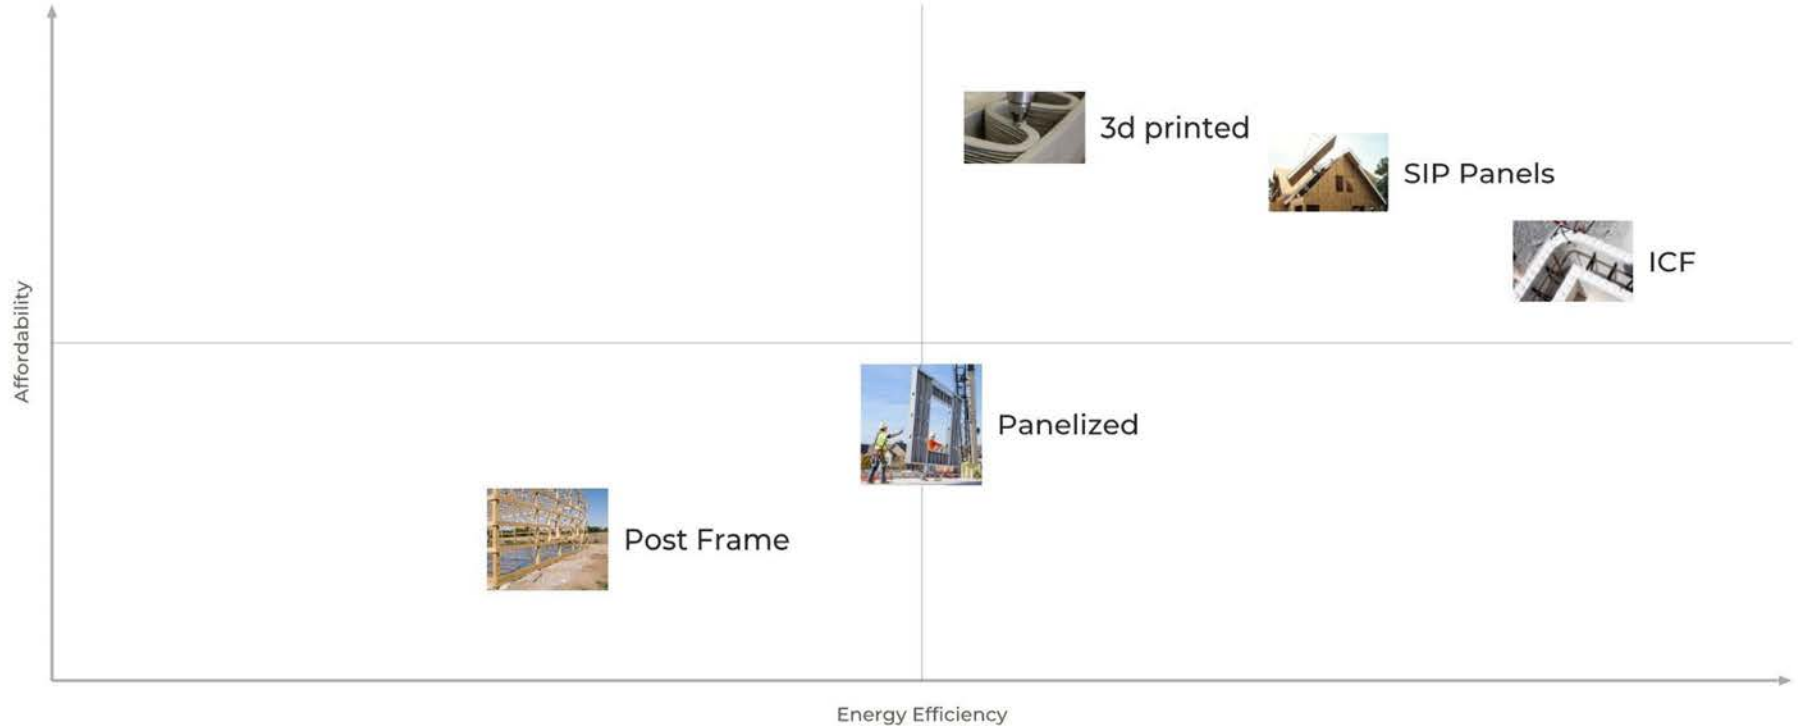 3d printed
SIP Panels
ICF
Affordability
Panelized
Post Frame
Energy Efficiency